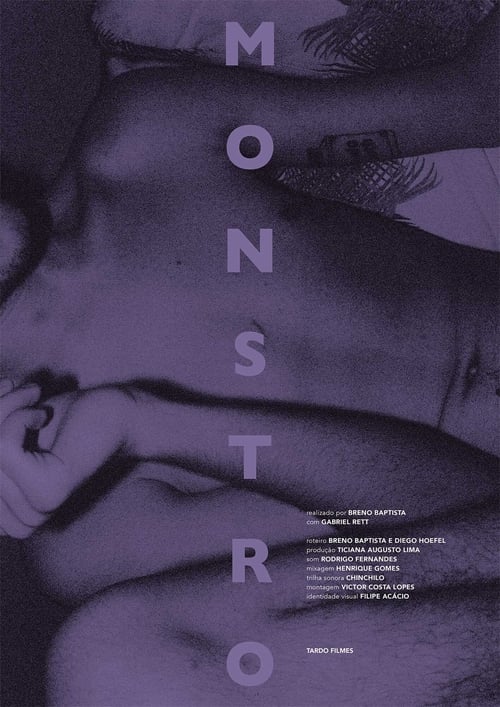 MONSTRO
realizado por BRENO BAPTISTA
com GABRIEL RETT
roteiro BRENO BAPTISTA E DIEGO HOEFEL
produção TICIANA AUGUSTO LIMA
som RODRIGO FERNANDES
mixagem HENRIQUE GOMES
trilha sonora CHINCHILO
montagem VICTOR COSTA LOPES
identidade visual FILIPE ACÁCIO
TARDO FILMES